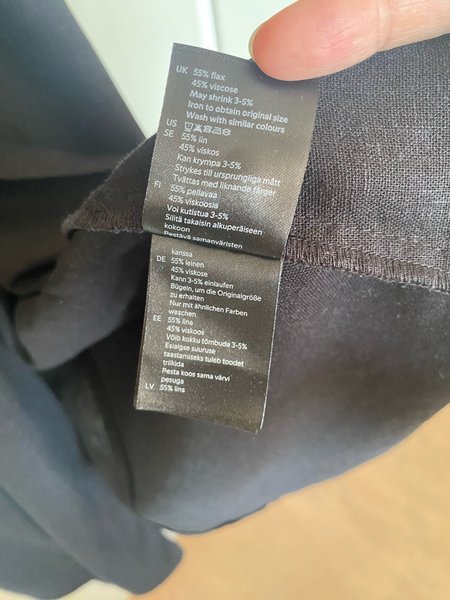 UK 55% flax
45% viscose
May shrink 3-5%
Iron to obtain original size
Wash with similar colours
US
SE 55% lin
45% viskos
Kan krympa 3-5%
Strykes till ursprungliga mått
Tvättas med liknande färger
FI 55% pellavaa
45% viskoosia
Voi kutistua 3-5%
Silitä takaisin alkuperäiseen
kokoon
Pestävä samanväristen
kanssa
DE 55% leinen
45% viskose
Kann 3-5% einlaufen
Bügeln, um die Originalgröße
zu erhalten
Nur mit ähnlichen Farben
waschen
EE 55% lina
45% viskoos
Võib kokku tõmbuda 3-5%
Esialgse suuruse
taastamiseks tuleb toodet
triikida
Pesta koos sama värvi
pesuga
LV 55% lins